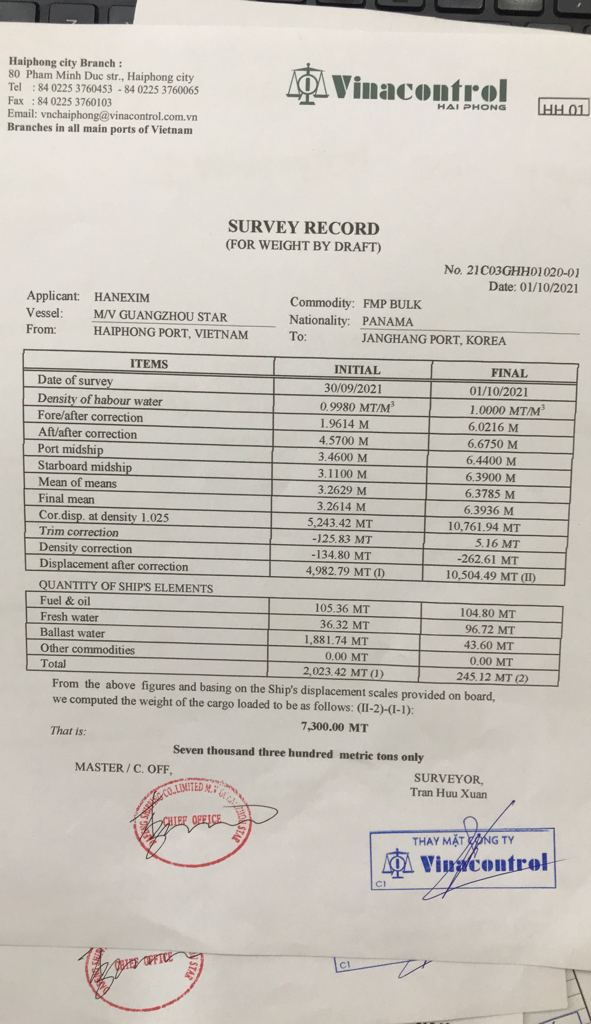 Haiphong city Branch :
80 Pham Minh Duc str., Haiphong city
Tel : 84 0225 3760453 - 84 0225 3760065
Fax : 84 0225 3760103
Email: vnchaiphong@vinacontrol.com.vn
Branches in all main ports of Vietnam
Vinacontrol
HAI PHONG
HH 01
SURVEY RECORD
(FOR WEIGHT BY DRAFT)
No. 21C03GHH01020-01
Date: 01/10/2021
Applicant: HANEXIM Commodity: FMP BULK
Vessel: M/V GUANGZHOU STAR Nationality: PANAMA
From: HAIPHONG PORT, VIETNAM To: JANGHANG PORT, KOREA
ITEMS INITIAL FINAL
Date of survey 30/09/2021 01/10/2021
Density of habour water 0.9980 MT/M³ 1.0000 MT/M³
Fore/after correction 1.9614 M 6.0216 M
Aft/after correction 4.5700 M 6.6750 M
Port midship 3.4600 M 6.4400 M
Starboard midship 3.1100 M 6.3900 M
Mean of means 3.2629 M 6.3785 M
Final mean 3.2614 M 6.3936 M
Cor.disp. at density 1.025 5,243.42 MT 10,761.94 MT
Trim correction -125.83 MT 5.16 MT
Density correction -134.80 MT -262.61 MT
Displacement after correction 4,982.79 MT (I) 10,504.49 MT (II)
QUANTITY OF SHIP'S ELEMENTS
Fuel & oil 105.36 MT 104.80 MT
Fresh water 36.32 MT 96.72 MT
Ballast water 1,881.74 MT 43.60 MT
Other commodities 0.00 MT 0.00 MT
Total 2,023.42 MT (1) 245.12 MT (2)
From the above figures and basing on the Ship's displacement scales provided on board,
we computed the weight of the cargo loaded to be as follows: (II-2)-(I-1):
7,300.00 MT
That is:
Seven thousand three hundred metric tons only
MASTER / C. OFF,
SURVEYOR,
Tran Huu Xuan
CO.,LIMITED M.V
STAR
CHIEF OFFICE
THAY MẶT CÔNG TY
Vinacontrol
C1
CHIEF OFFICE
STAR
C1